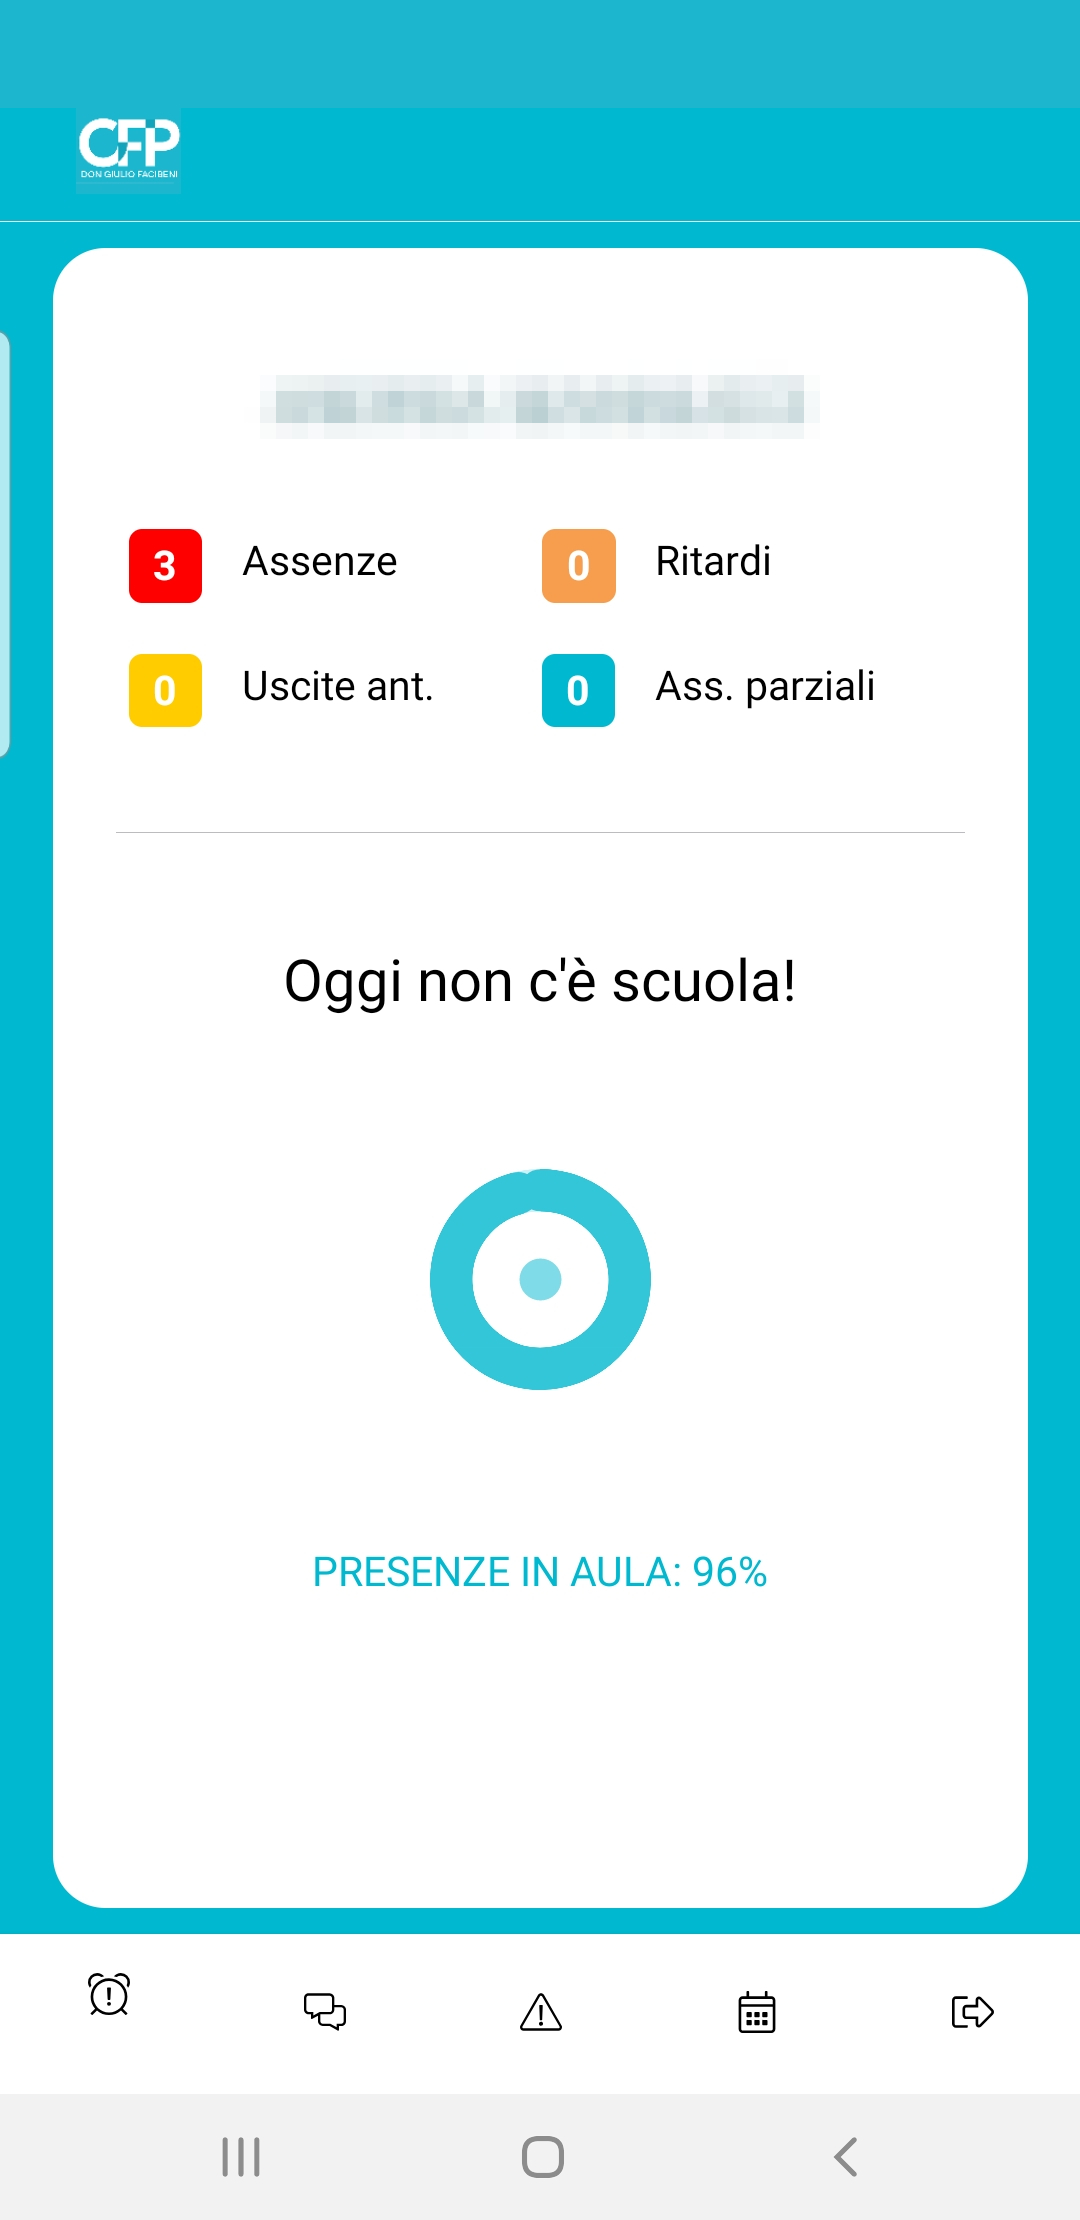 CFP
DON GIULIO FACIBENI
3 Assenze
0 Ritardi
0 Uscite ant.
0 Ass. parziali
Oggi non c'è scuola!
PRESENZE IN AULA: 96%